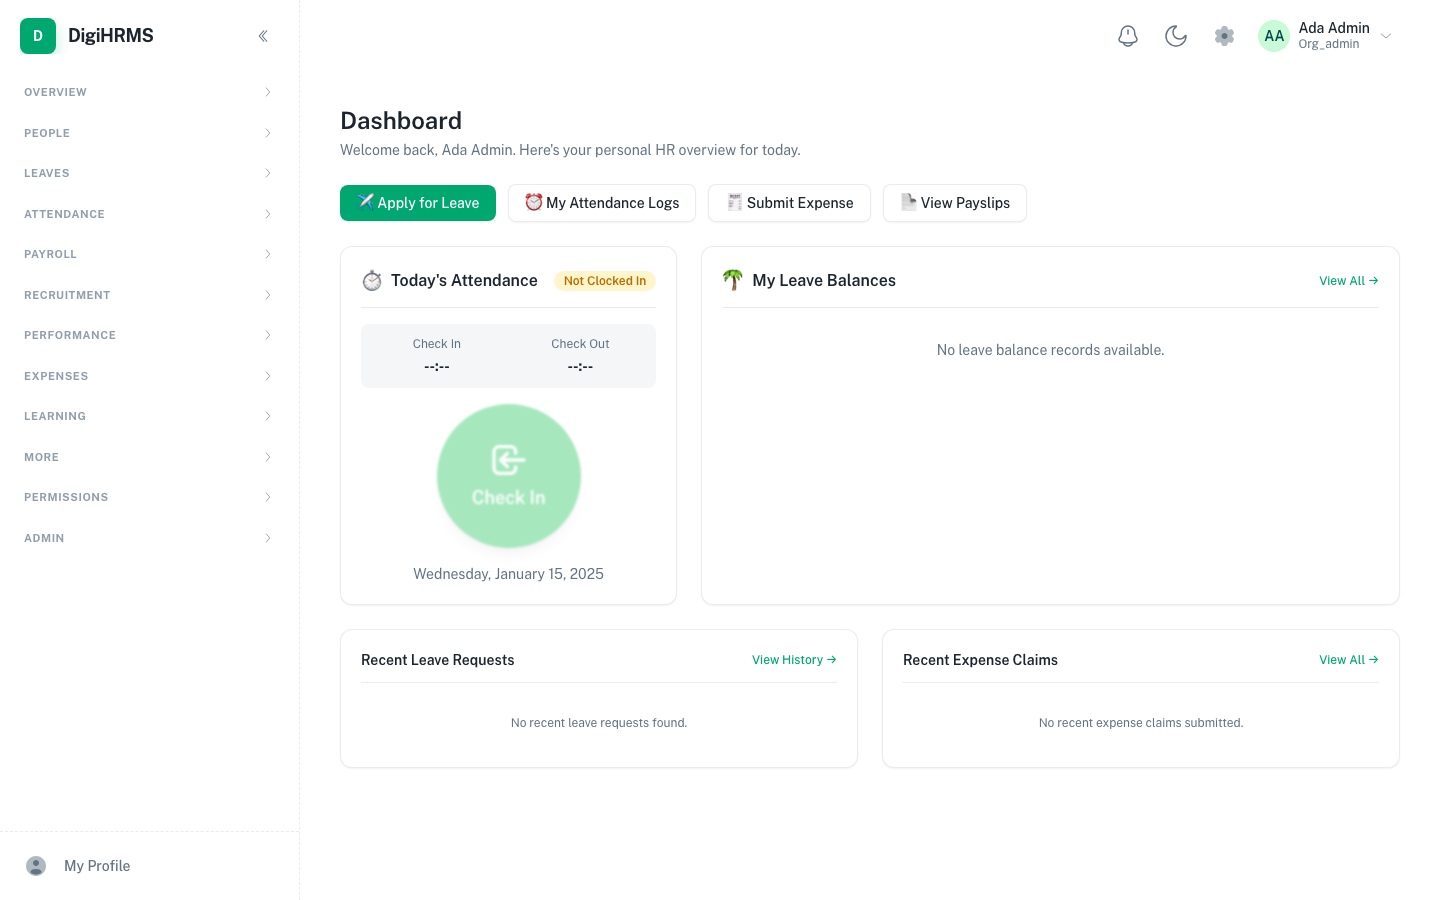 D DigiHRMS
Ada Admin
AA
Org_admin
OVERVIEW
PEOPLE
LEAVES
ATTENDANCE
PAYROLL
RECRUITMENT
PERFORMANCE
EXPENSES
LEARNING
MORE
PERMISSIONS
ADMIN
My Profile
Dashboard
Welcome back, Ada Admin. Here's your personal HR overview for today.
Apply for Leave
My Attendance Logs
Submit Expense
View Payslips
Today's Attendance
Not Clocked In
Check In
Check Out
--:--
--:--
Check In
Wednesday, January 15, 2025
My Leave Balances
View All →
No leave balance records available.
Recent Leave Requests
View History →
No recent leave requests found.
Recent Expense Claims
View All →
No recent expense claims submitted.